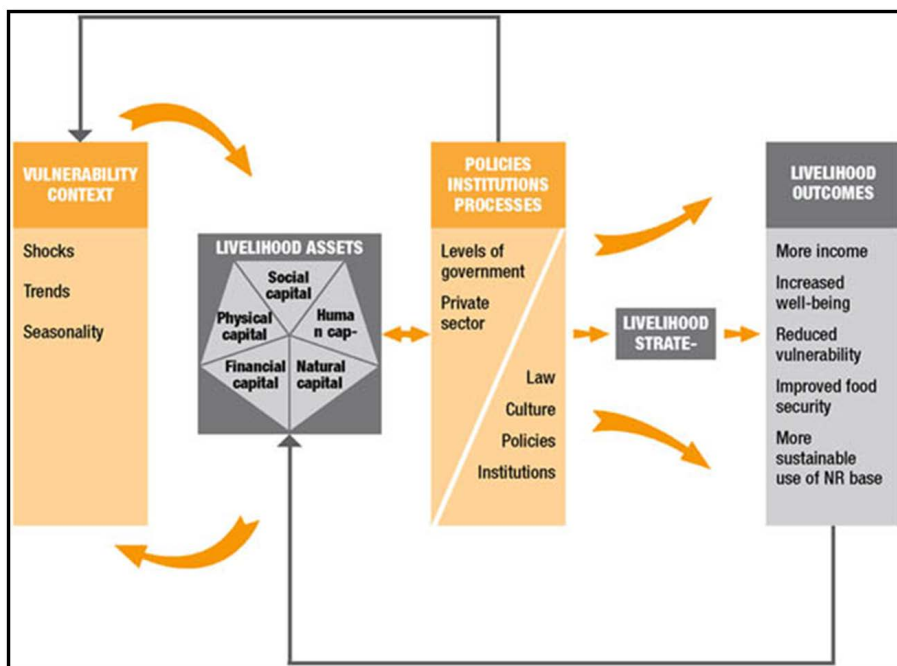 VULNERABILITY
CONTEXT
Shocks
Trends
Seasonality
LIVELIHOOD ASSETS
Social
capital
Physical
capital
Huma
n cap-
Financial
capital
Natural
capital
POLICIES
INSTITUTIONS
PROCESSES
Levels of
government
Private
sector
Law
Culture
Policies
Institutions
LIVELIHOOD
STRATE-
LIVELIHOOD
OUTCOMES
More income
Increased
well-being
Reduced
vulnerability
Improved food
security
More
sustainable
use of NR base